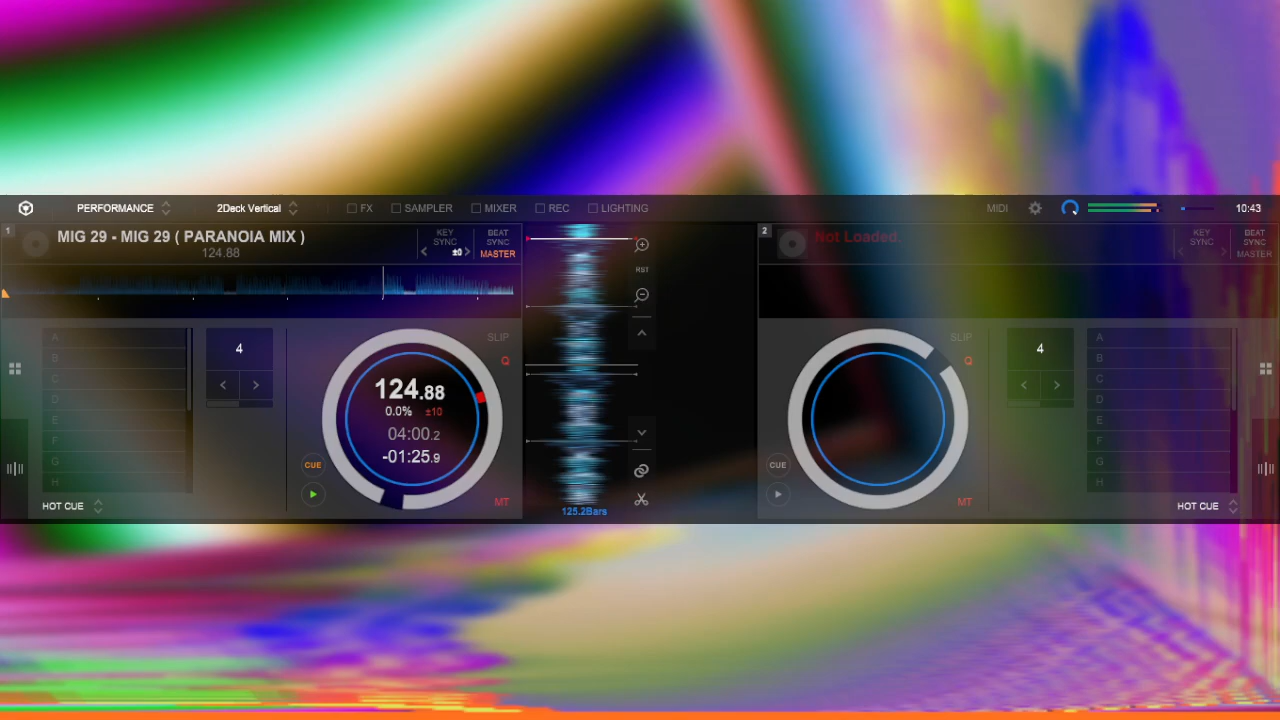 PERFORMANCE 2Deck Vertical FX SAMPLER MIXER REC LIGHTING MIDI 10:43
1 MIG 29 - MIG 29 ( PARANOIA MIX )
124.88
KEY SYNC
±0
BEAT SYNC
MASTER
RST
2 Not Loaded.
KEY SYNC
BEAT SYNC
MASTER
A
B
C
D
E
F
G
H
HOT CUE
4
SLIP
Q
124.88
0.0% ±10
04:00.2
-01:25.9
CUE
MT
125.2Bars
SLIP
Q
CUE
MT
4
A
B
C
D
E
F
G
H
HOT CUE